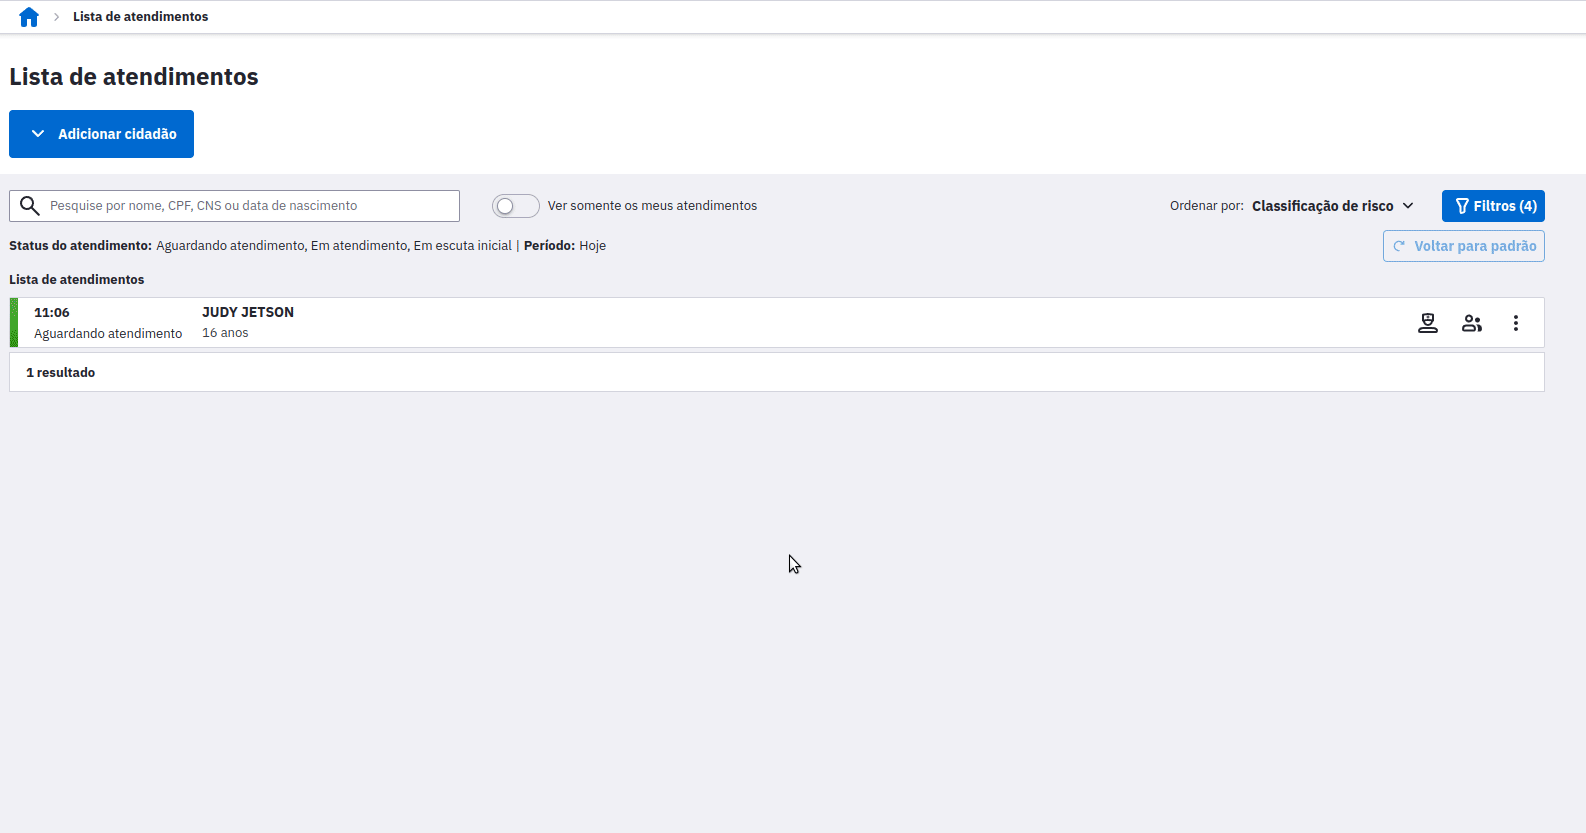 Lista de atendimentos
Lista de atendimentos
Adicionar cidadão
Pesquise por nome, CPF, CNS ou data de nascimento
Ver somente os meus atendimentos
Ordenar por: Classificação de risco
Filtros (4)
Status do atendimento: Aguardando atendimento, Em atendimento, Em escuta inicial | Período: Hoje
Voltar para padrão
Lista de atendimentos
11:06 JUDY JETSON
Aguardando atendimento 16 anos
1 resultado